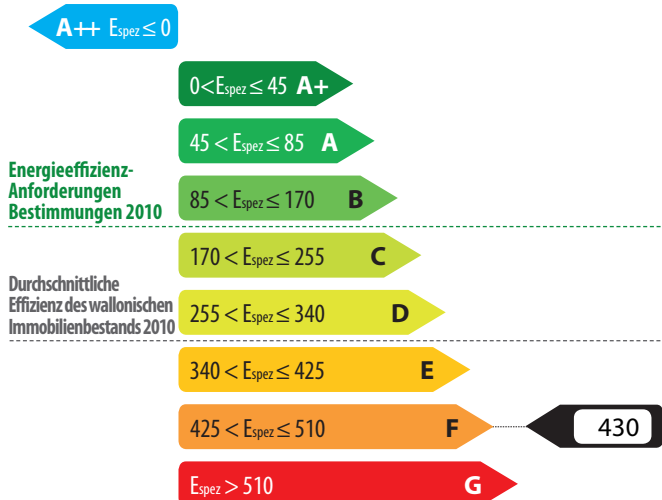 A++ Espez ≤ 0
0<Espez ≤ 45 A+
45 < Espez ≤ 85 A
Energieeffizienz-
Anforderungen
Bestimmungen 2010
85 < Espez ≤ 170 B
170 < Espez ≤ 255 C
Durchschnittliche
Effizienz des wallonischen
Immobilienbestands 2010
255 < Espez ≤ 340 D
340 < Espez ≤ 425 E
425 < Espez ≤ 510 F
430
Espez > 510 G